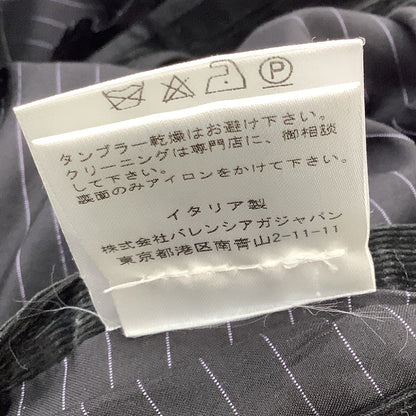 P
タンブラー乾燥はお避け下さい。
クリーニングは専門店に、御相談
して下さい。
裏面のみアイロンをかけて下さい。
イタリア製
株式会社バレンシアガジャパン
東京都港区南青山2-11-11